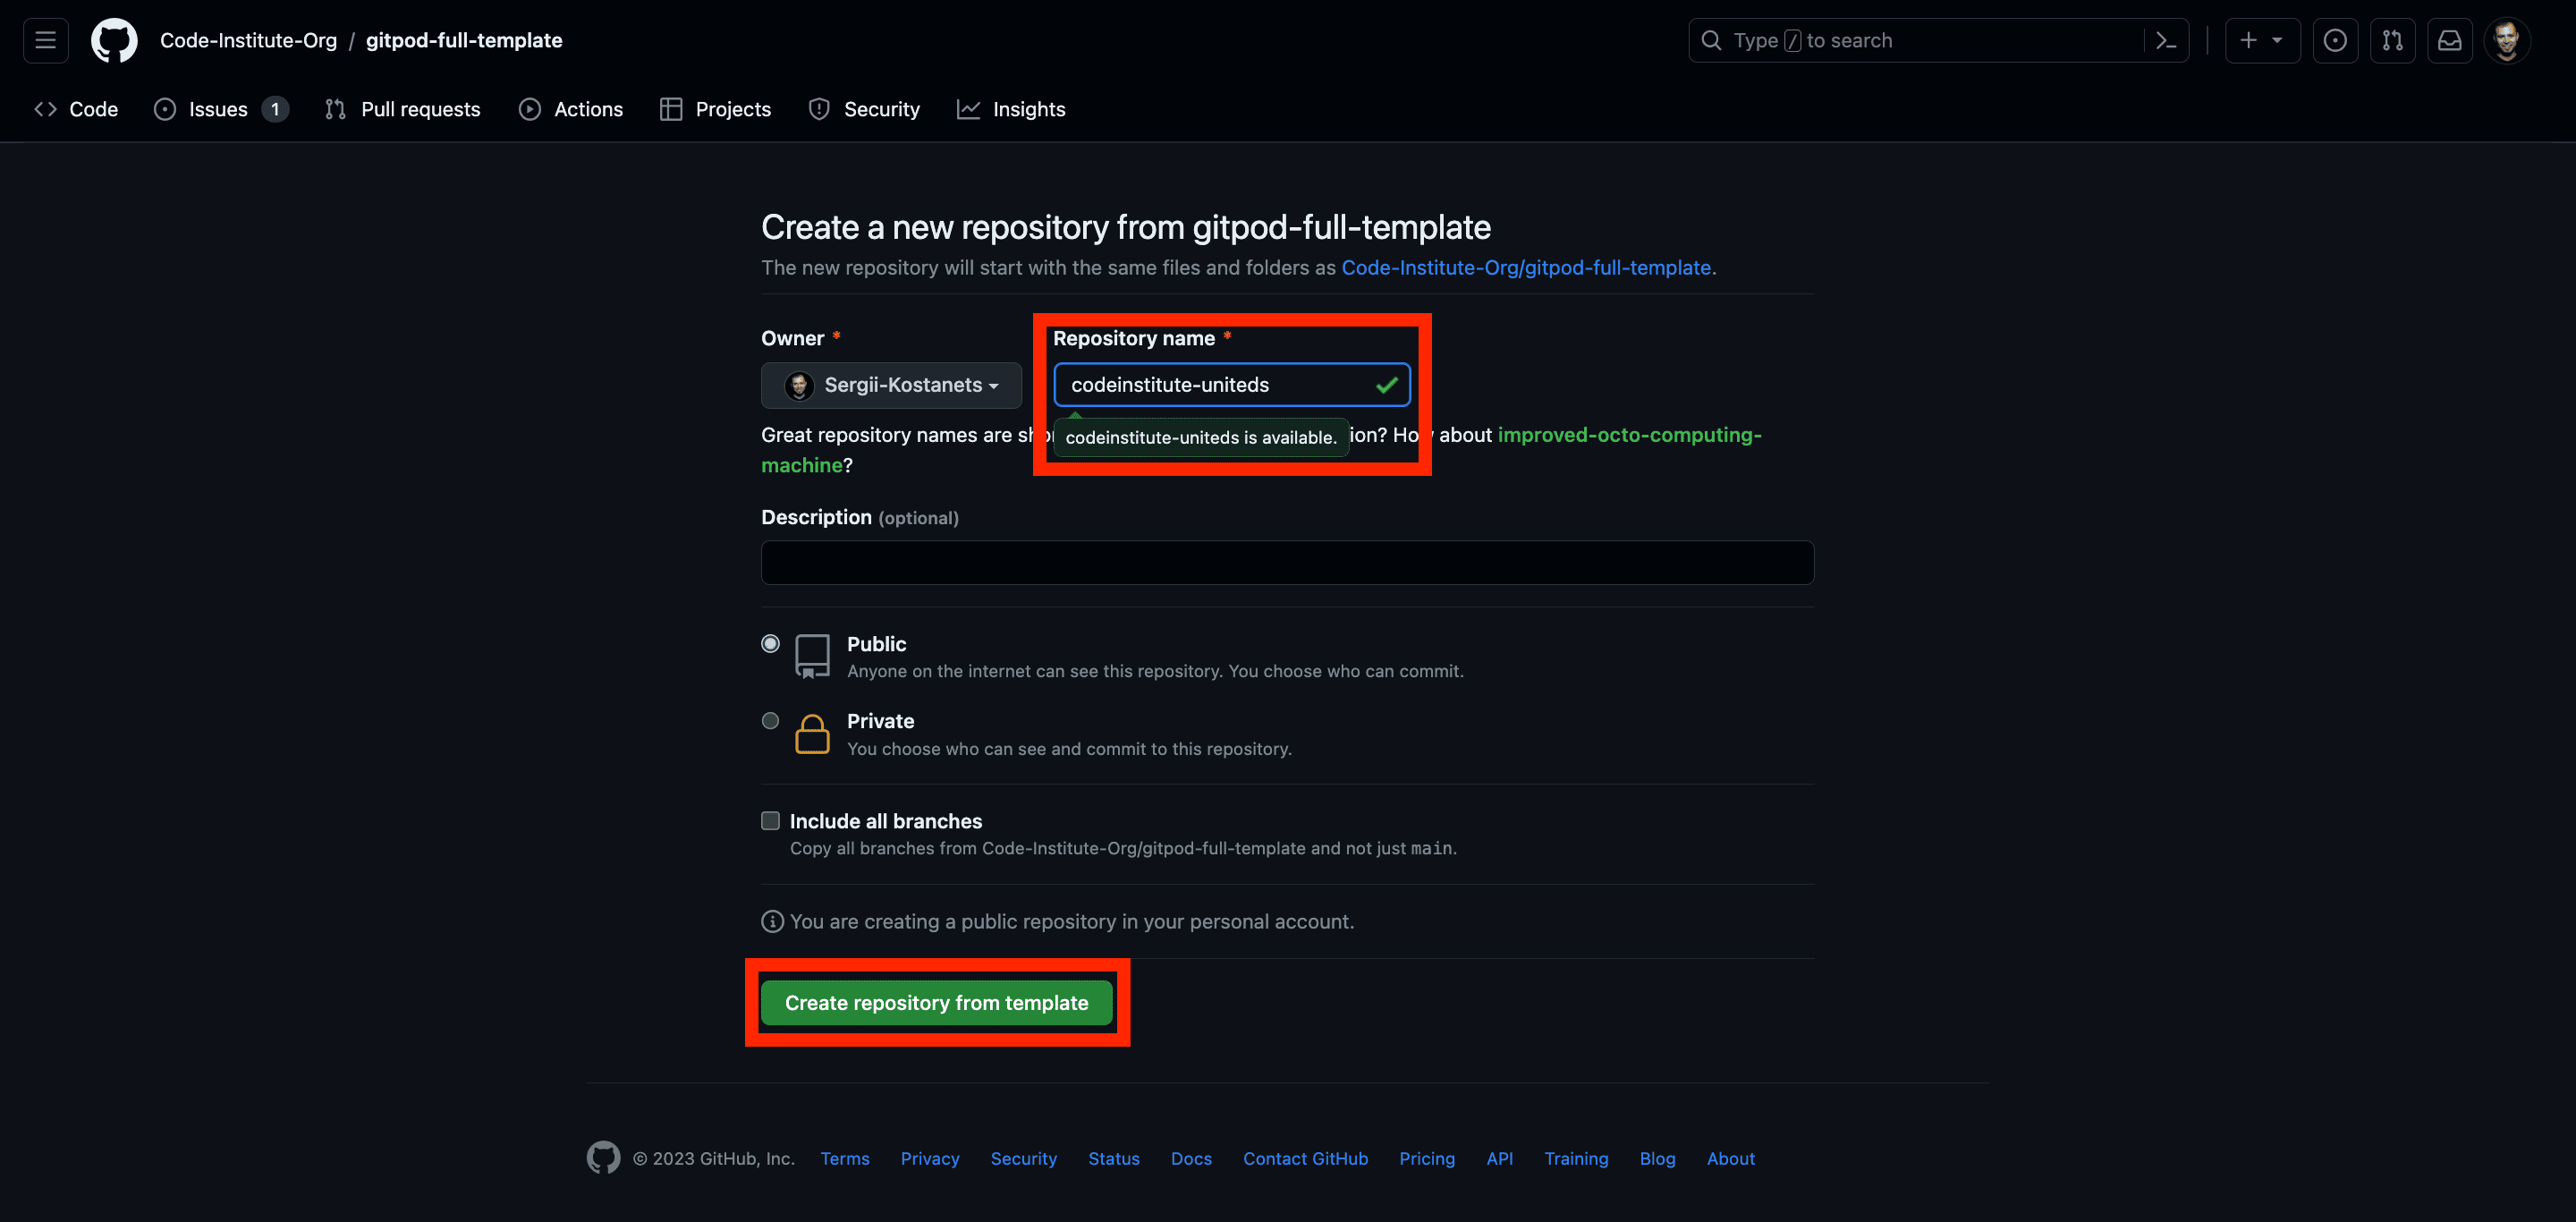 Code-Institute-Org / gitpod-full-template
Type / to search
Code Issues 1 Pull requests Actions Projects Security Insights
Create a new repository from gitpod-full-template
The new repository will start with the same files and folders as Code-Institute-Org/gitpod-full-template.
Owner * Repository name *
Sergii-Kostanets codeinstitute-uniteds
Great repository names are codeinstitute-uniteds is available. about improved-octo-computing-
machine?
Description (optional)
Public
Anyone on the internet can see this repository. You choose who can commit.
Private
You choose who can see and commit to this repository.
Include all branches
Copy all branches from Code-Institute-Org/gitpod-full-template and not just main.
You are creating a public repository in your personal account.
Create repository from template
© 2023 GitHub, Inc. Terms Privacy Security Status Docs Contact GitHub Pricing API Training Blog About